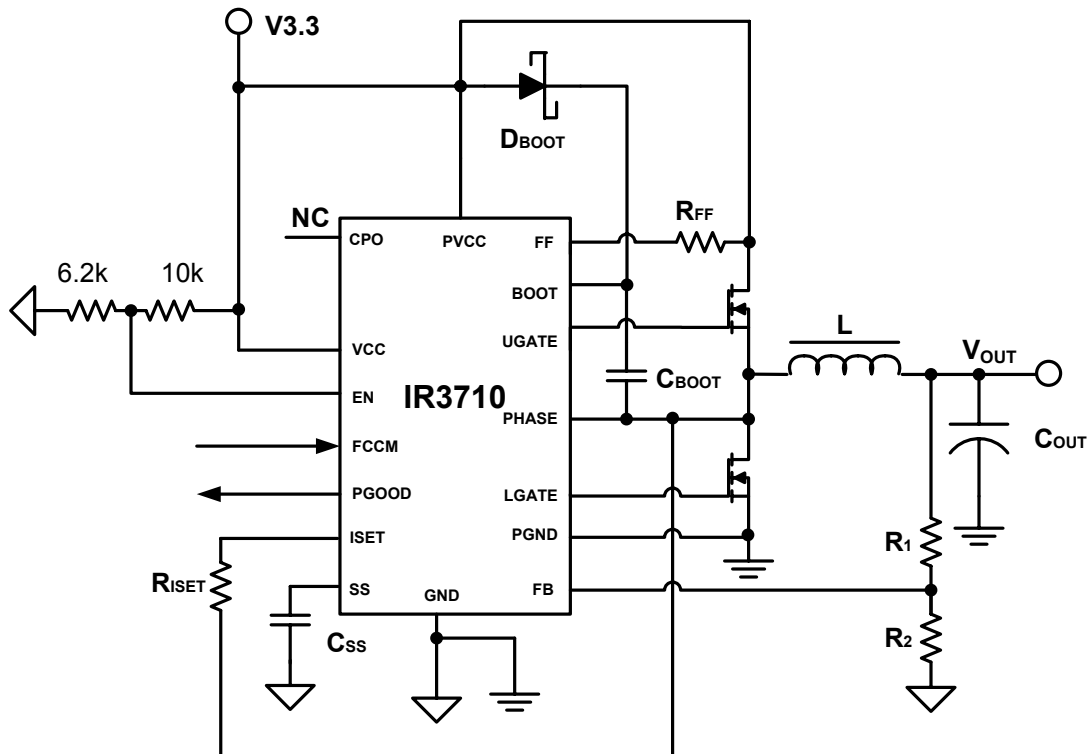 V3.3
DBOOT
NC
CPO
PVCC
FF
RFF
6.2k
10k
BOOT
UGATE
L
VOUT
VCC
EN
IR3710
CBOOT
PHASE
COUT
FCCM
PGOOD
LGATE
ISET
PGND
R1
RISET
SS
GND
FB
CSS
R2